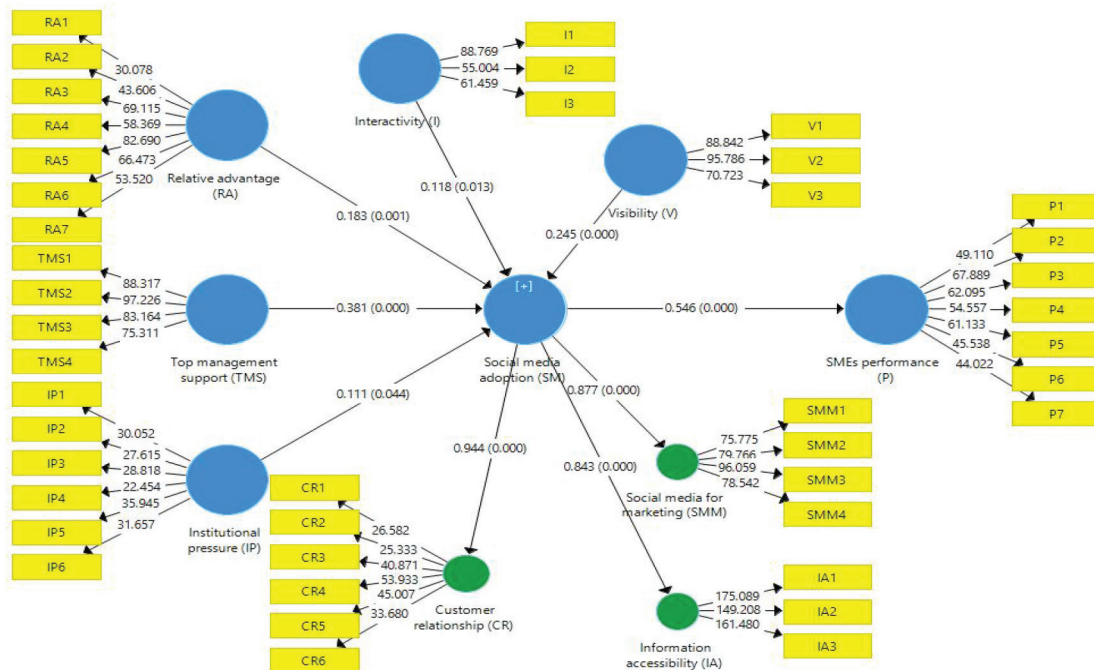 RA1
RA2
RA3
RA4
RA5
RA6
RA7
30.078
43.606
69.115
58.369
82.690
66.473
53.520
Relative advantage
(RA)
I1
I2
I3
88.769
55.004
61.459
Interactivity (I)
V1
V2
V3
88.842
95.786
70.723
Visibility (V)
0.118 (0.013)
0.183 (0.001)
0.245 (0.000)
TMS1
TMS2
TMS3
TMS4
88.317
97.226
83.164
75.311
Top management
support (TMS)
0.381 (0.000)
[+]
Social media
adoption (SM)
0.546 (0.000)
P1
P2
P3
P4
P5
P6
P7
49.110
67.889
62.095
54.557
61.133
45.538
44.022
SMEs performance
(P)
IP1
IP2
IP3
IP4
IP5
IP6
30.052
27.615
28.818
22.454
35.945
31.657
Institutional
pressure (IP)
0.111 (0.044)
0.944 (0.000)
0.877 (0.000)
0.843 (0.000)
CR1
CR2
CR3
CR4
CR5
CR6
26.582
25.333
40.871
53.933
45.007
33.680
Customer
relationship (CR)
SMM1
SMM2
SMM3
SMM4
75.775
79.766
96.059
78.542
Social media for
marketing (SMM)
IA1
IA2
IA3
175.089
149.208
161.480
Information
accessibility (IA)